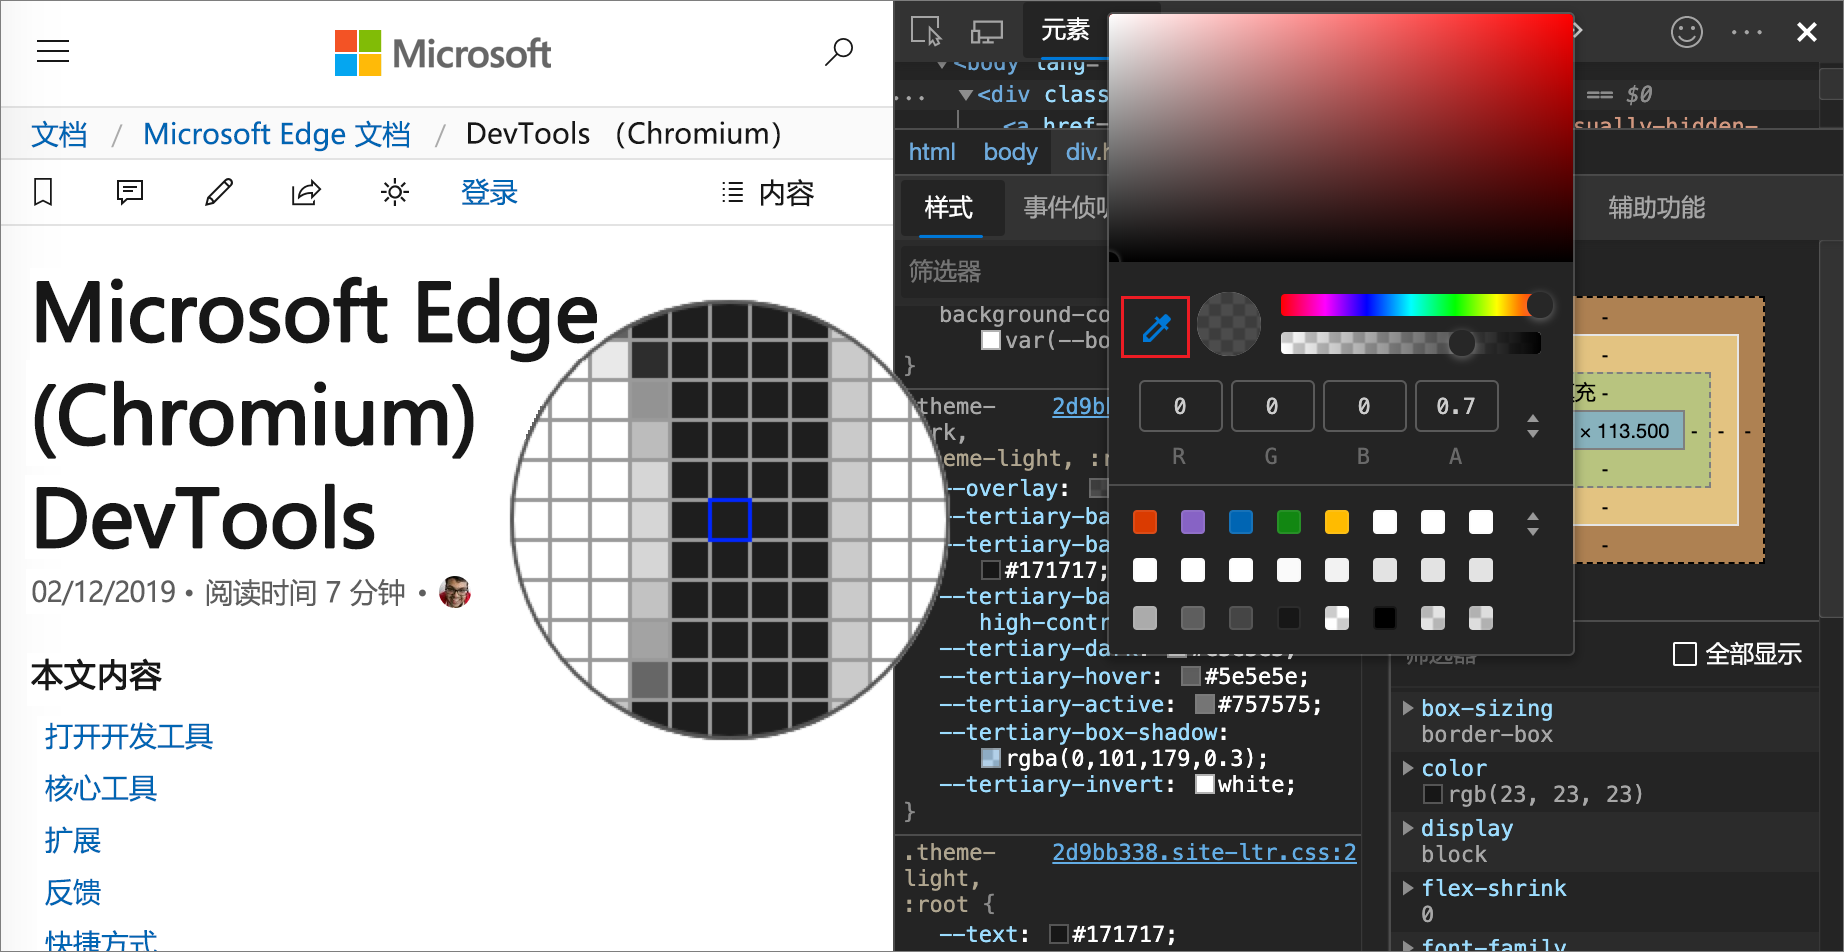 Microsoft
文档 / Microsoft Edge 文档 / DevTools （Chromium）
登录
内容
Microsoft Edge
(Chromium)
DevTools
02/12/2019 • 阅读时间 7 分钟 •
本文内容
打开开发工具
核心工具
扩展
反馈
快捷方式
元素
<body lang=
... <div class
== $0
<a href=
sually-hidden-
html body div.
样式
事件侦听
辅助功能
筛选器
background-co
var(--bo
}
theme- 2d9bb
rk,
eme-light, :r
--overlay:
--tertiary-ba
--tertiary-ba
#171717;
--tertiary-ba
high-contr
--tertiary-dark:
--tertiary-hover: #5e5e5e;
--tertiary-active: #757575;
--tertiary-box-shadow:
rgba(0,101,179,0.3);
--tertiary-invert: white;
}
.theme- 2d9bb338.site-ltr.css:2
light,
:root {
--text: #171717;
0 0 0 0.7
R G B A
-
-
充 -
× 113.500 - - -
-
-
-
筛选器
全部显示
box-sizing
border-box
color
rgb(23, 23, 23)
display
block
flex-shrink
0
font-family